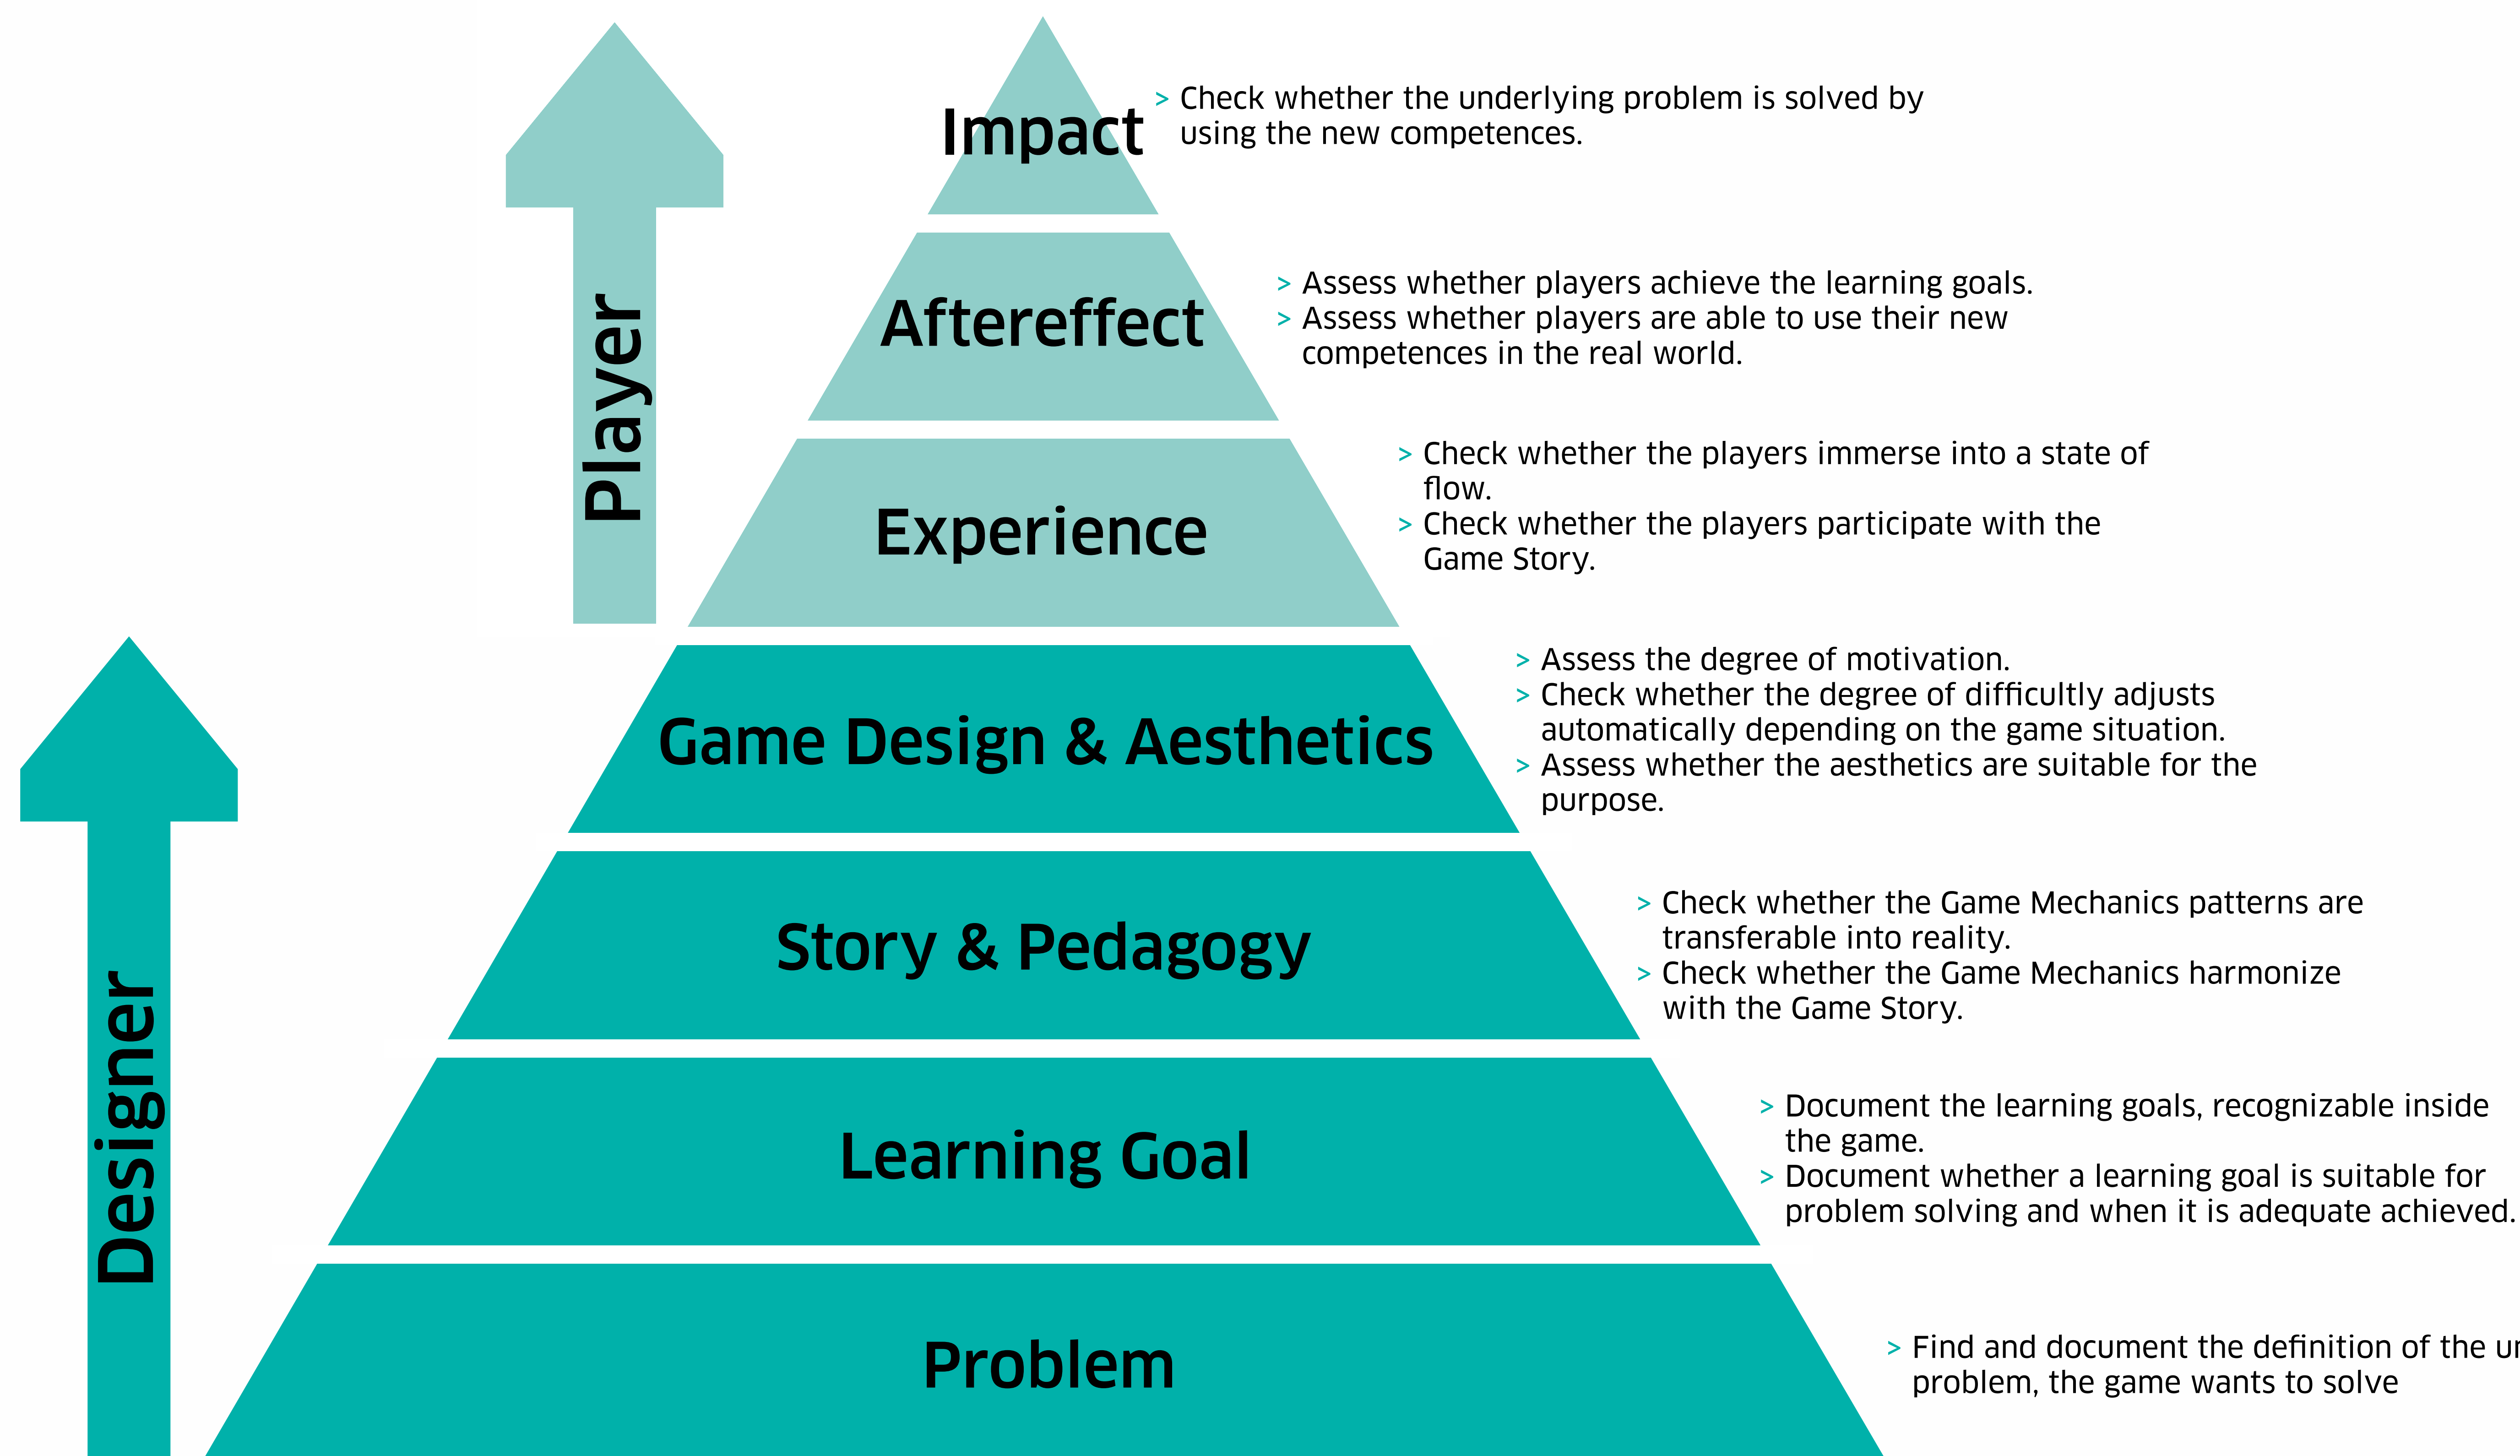 Impact
> Check whether the underlying problem is solved by
using the new competences.
Player
Aftereffect
> Assess whether players achieve the learning goals.
> Assess whether players are able to use their new
competences in the real world.
Experience
> Check whether the players immerse into a state of
flow.
> Check whether the players participate with the
Game Story.
Game Design & Aesthetics
> Assess the degree of motivation.
> Check whether the degree of difficultly adjusts
automatically depending on the game situation.
> Assess whether the aesthetics are suitable for the
purpose.
Designer
Story & Pedagogy
> Check whether the Game Mechanics patterns are
transferable into reality.
> Check whether the Game Mechanics harmonize
with the Game Story.
Learning Goal
> Document the learning goals, recognizable inside
the game.
> Document whether a learning goal is suitable for
problem solving and when it is adequate achieved.
Problem
> Find and document the definition of the
problem, the game wants to solve